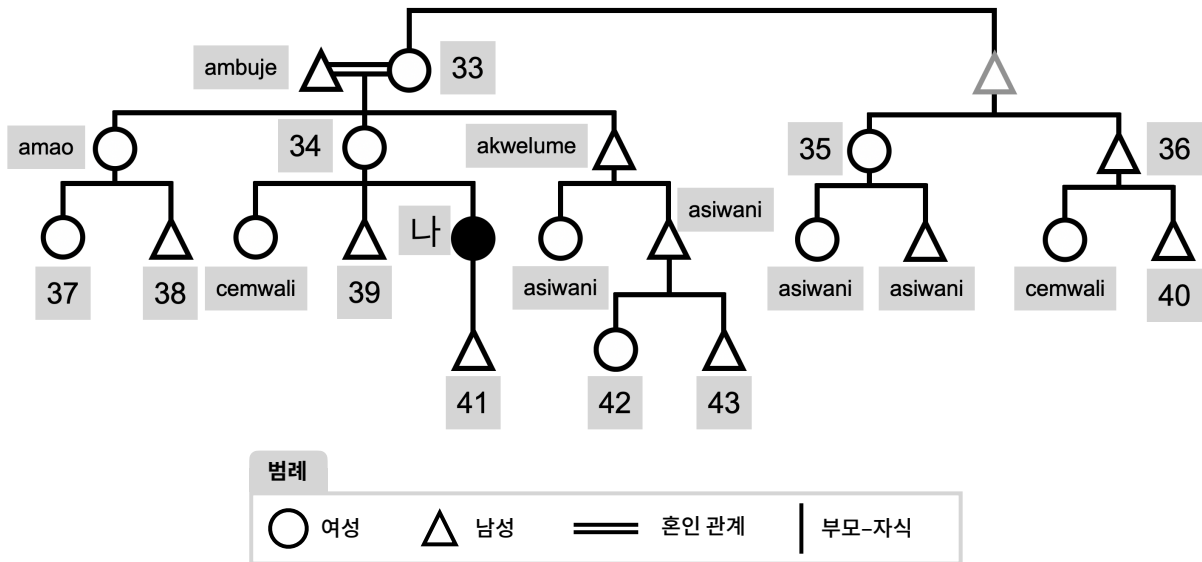 ambuje 33
amao 34 akwelume 35 36
나 asiwani
37 38 cemwali 39 asiwani asiwani asiwani cemwali 40
41 42 43
범례
여성 남성 혼인 관계 부모–자식